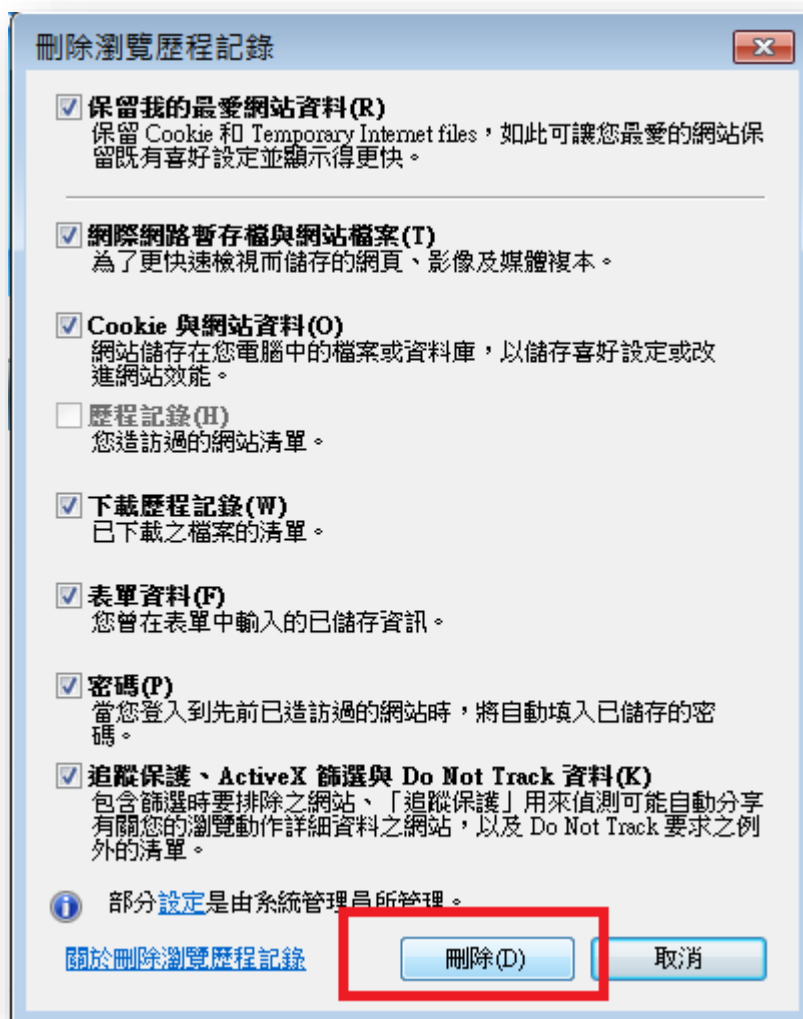 刪除瀏覽歷程記錄
保留我的最愛網站資料(R)
保留 Cookie 和 Temporary Internet files，如此可讓您最愛的網站保
留既有喜好設定並顯示得更快。
網際網路暫存檔與網站檔案(T)
為了更快速檢視而儲存的網頁、影像及媒體複本。
Cookie 與網站資料(O)
網站儲存在您電腦中的檔案或資料庫，以儲存喜好設定或改
進網站效能。
歷程記錄(H)
您造訪過的網站清單。
下載歷程記錄(W)
已下載之檔案的清單。
表單資料(F)
您曾在表單中輸入的已儲存資訊。
密碼(P)
當您登入到先前已造訪過的網站時，將自動填入已儲存的密
碼。
追蹤保護、ActiveX 篩選與 Do Not Track 資料(K)
包含篩選時要排除之網站、「追蹤保護」用來偵測可能自動分享
有關您的瀏覽動作詳細資料之網站，以及 Do Not Track 要求之例
外的清單。
部分設定是由系統管理員所管理。
關於刪除瀏覽歷程記錄 刪除(D) 取消